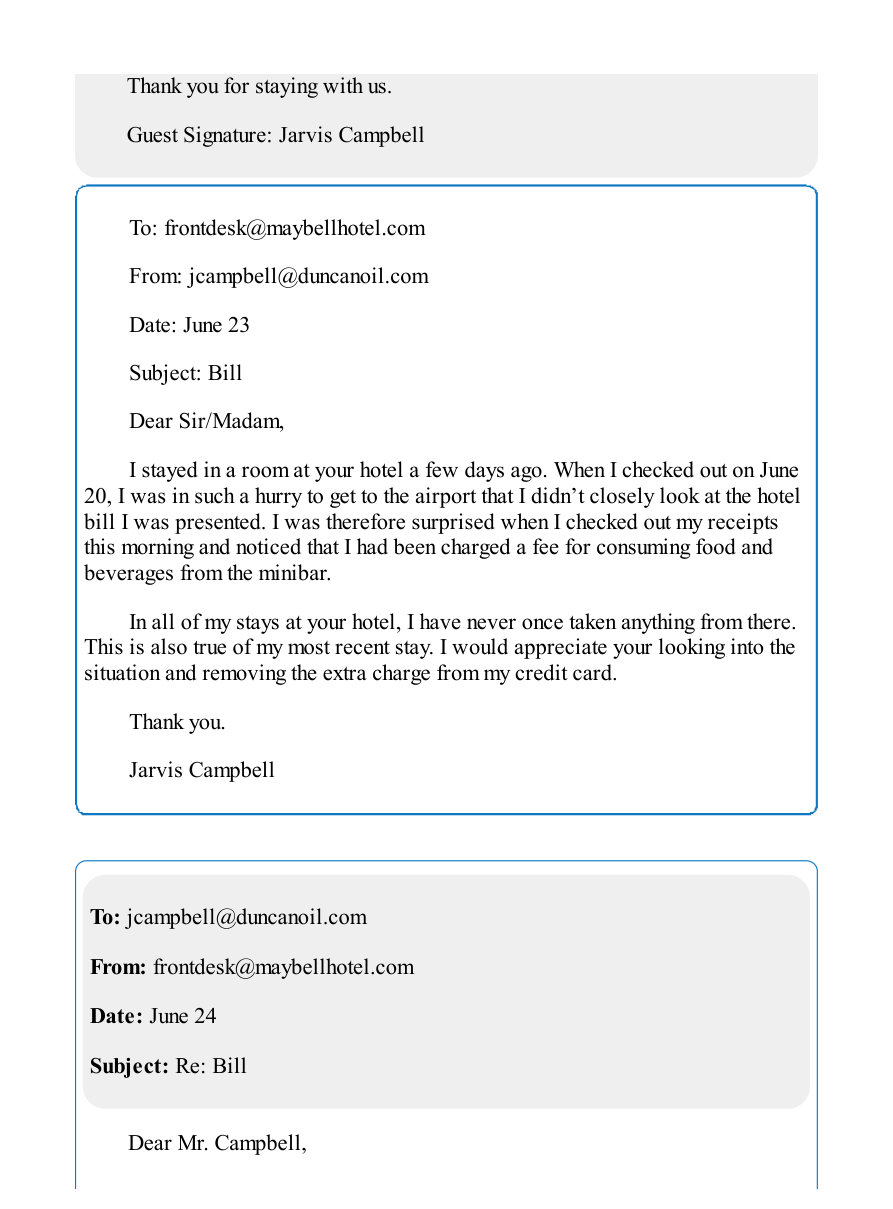 Thank you for staying with us.
Guest Signature: Jarvis Campbell
To: frontdesk@maybellhotel.com
From: jcampbell@duncanoil.com
Date: June 23
Subject: Bill
Dear Sir/Madam,
I stayed in a room at your hotel a few days ago. When I checked out on June
20, I was in such a hurry to get to the airport that I didn’t closely look at the hotel
bill I was presented. I was therefore surprised when I checked out my receipts
this morning and noticed that I had been charged a fee for consuming food and
beverages from the minibar.
In all of my stays at your hotel, I have never once taken anything from there.
This is also true of my most recent stay. I would appreciate your looking into the
situation and removing the extra charge from my credit card.
Thank you.
Jarvis Campbell
To: jcampbell@duncanoil.com
From: frontdesk@maybellhotel.com
Date: June 24
Subject: Re: Bill
Dear Mr. Campbell,